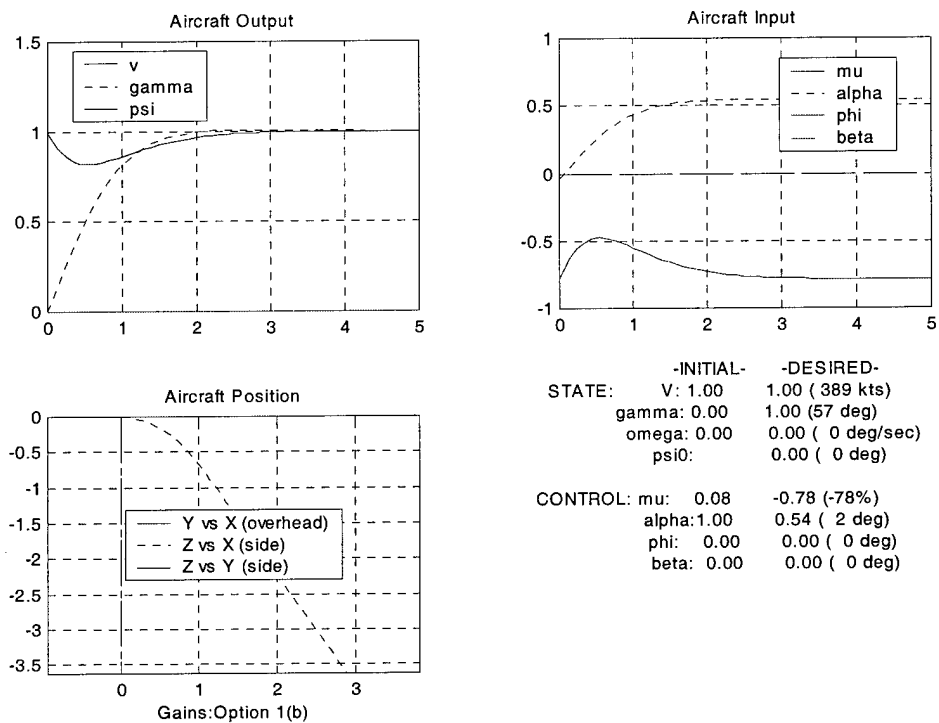 Aircraft Output
1.5
1
0.5
0
v
gamma
psi
0 1 2 3 4 5
Aircraft Input
1
0.5
0
-0.5
-1
mu
alpha
phi
beta
0 1 2 3 4 5
Aircraft Position
0
-0.5
-1
-1.5
-2
-2.5
-3
-3.5
Y vs X (overhead)
Z vs X (side)
Z vs Y (side)
0 1 2 3
Gains:Option 1(b)
-INITIAL- -DESIRED-
STATE: V: 1.00 1.00 ( 389 kts)
gamma: 0.00 1.00 (57 deg)
omega: 0.00 0.00 ( 0 deg/sec)
psi0: 0.00 ( 0 deg)
CONTROL: mu: 0.08 -0.78 (-78%)
alpha:1.00 0.54 ( 2 deg)
phi: 0.00 0.00 ( 0 deg)
beta: 0.00 0.00 ( 0 deg)